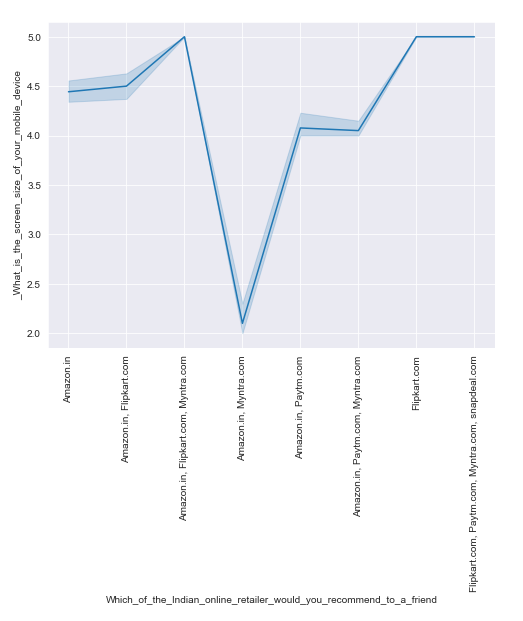 5.0
4.5
4.0
3.5
3.0
2.5
2.0
_What_is_the_screen_size_of_your_mobile_device
Amazon.in
Amazon.in, Flipkart.com
Amazon.in, Flipkart.com, Myntra.com
Amazon.in, Myntra.com
Amazon.in, Paytm.com
Amazon.in, Paytm.com, Myntra.com
Flipkart.com
Flipkart.com, Paytm.com, Myntra.com, snapdeal.com
Which_of_the_Indian_online_retailer_would_you_recommend_to_a_friend